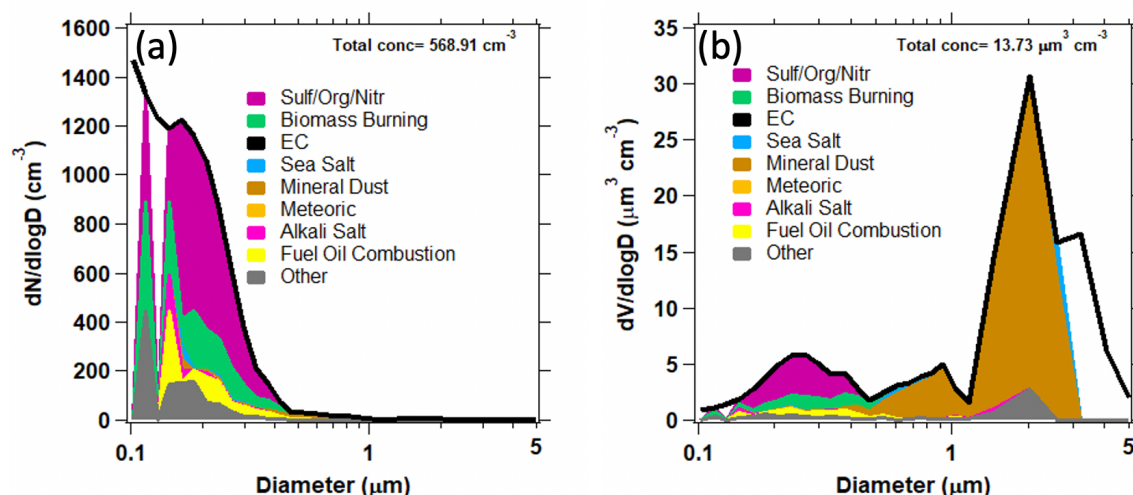 (a)
Total conc= 568.91 cm⁻³
1600
1400
1200
1000
800
600
400
200
0
dN/dlogD (cm⁻³)
Sulf/Org/Nitr
Biomass Burning
EC
Sea Salt
Mineral Dust
Meteoric
Alkali Salt
Fuel Oil Combustion
Other
0.1
1
5
Diameter (μm)
(b)
Total conc= 13.73 μm³ cm⁻³
35
30
25
20
15
10
5
0
dV/dlogD (μm³ cm⁻³)
Sulf/Org/Nitr
Biomass Burning
EC
Sea Salt
Mineral Dust
Meteoric
Alkali Salt
Fuel Oil Combustion
Other
0.1
1
5
Diameter (μm)